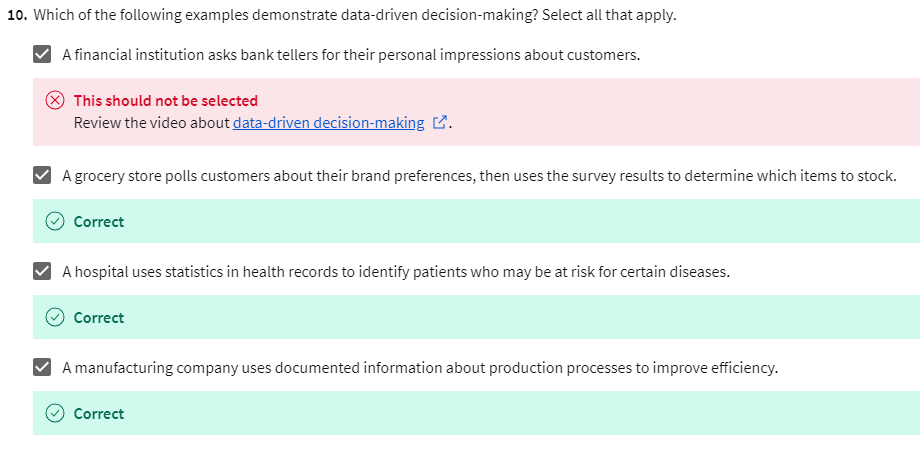 10. Which of the following examples demonstrate data-driven decision-making? Select all that apply.
A financial institution asks bank tellers for their personal impressions about customers.
This should not be selected
Review the video about data-driven decision-making.
A grocery store polls customers about their brand preferences, then uses the survey results to determine which items to stock.
Correct
A hospital uses statistics in health records to identify patients who may be at risk for certain diseases.
Correct
A manufacturing company uses documented information about production processes to improve efficiency.
Correct